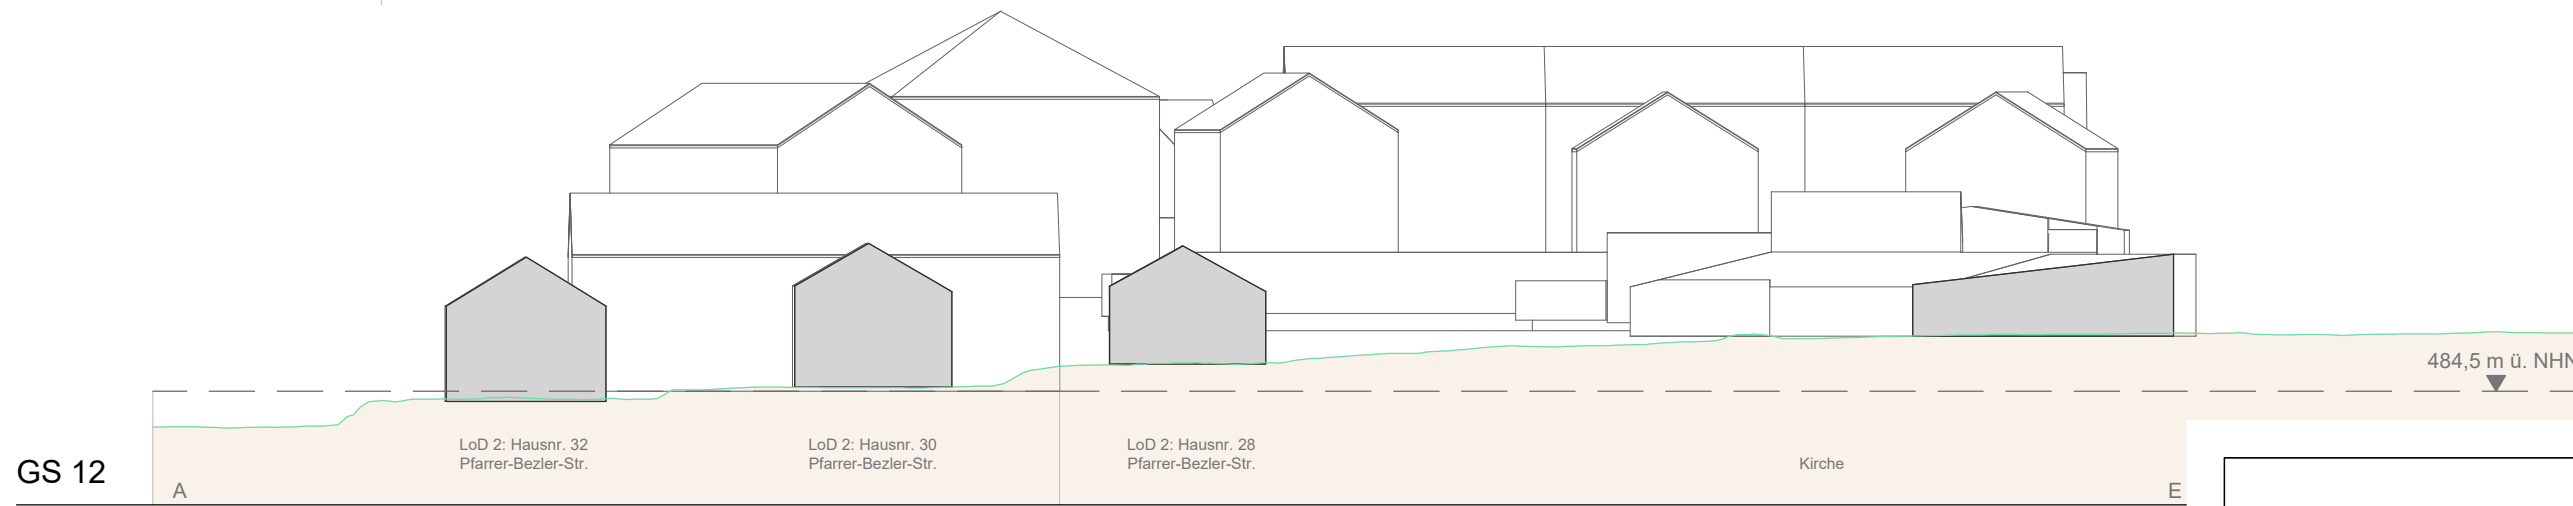 484,5 m ü. NHN
LoD 2: Hausnr. 32
Pfarrer-Bezler-Str.
LoD 2: Hausnr. 30
Pfarrer-Bezler-Str.
LoD 2: Hausnr. 28
Pfarrer-Bezler-Str.
Kirche
GS 12
A
E